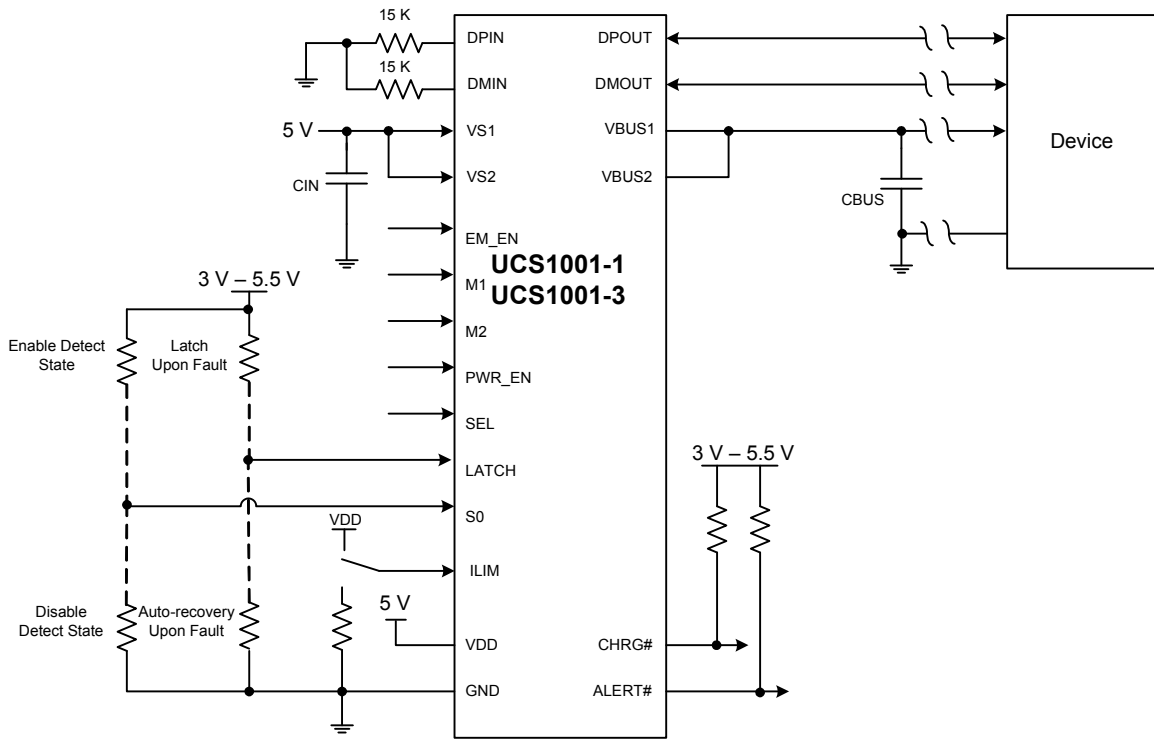 15 K
DPIN
DPOUT
15 K
DMIN
DMOUT
5 V
VS1
VBUS1
Device
CIN
VS2
VBUS2
CBUS
EM_EN
UCS1001-1
3 V – 5.5 V
M1
UCS1001-3
M2
Enable Detect
State
Latch
Upon Fault
PWR_EN
SEL
3 V – 5.5 V
LATCH
S0
VDD
ILIM
Disable
Detect State
Auto-recovery
Upon Fault
5 V
VDD
CHRG#
GND
ALERT#